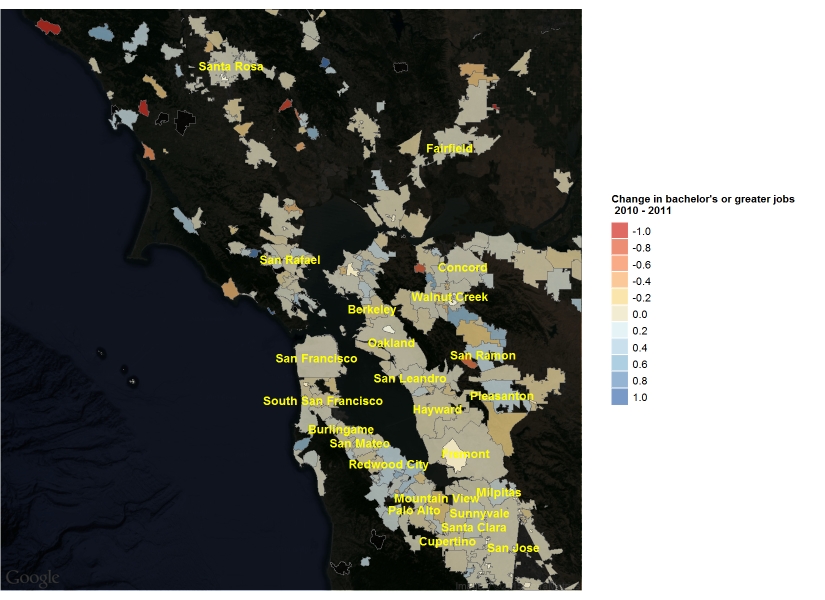 Santa Rosa
Fairfield
San Rafael
Concord
Walnut Creek
Berkeley
Oakland
San Francisco
San Ramon
San Leandro
Pleasanton
South San Francisco
Hayward
Burlingame
San Mateo
Fremont
Redwood City
Milpitas
Mountain View
Palo Alto
Sunnyvale
Santa Clara
Cupertino
San Jose
Google
Change in bachelor's or greater jobs
2010 - 2011
-1.0
-0.8
-0.6
-0.4
-0.2
0.0
0.2
0.4
0.6
0.8
1.0